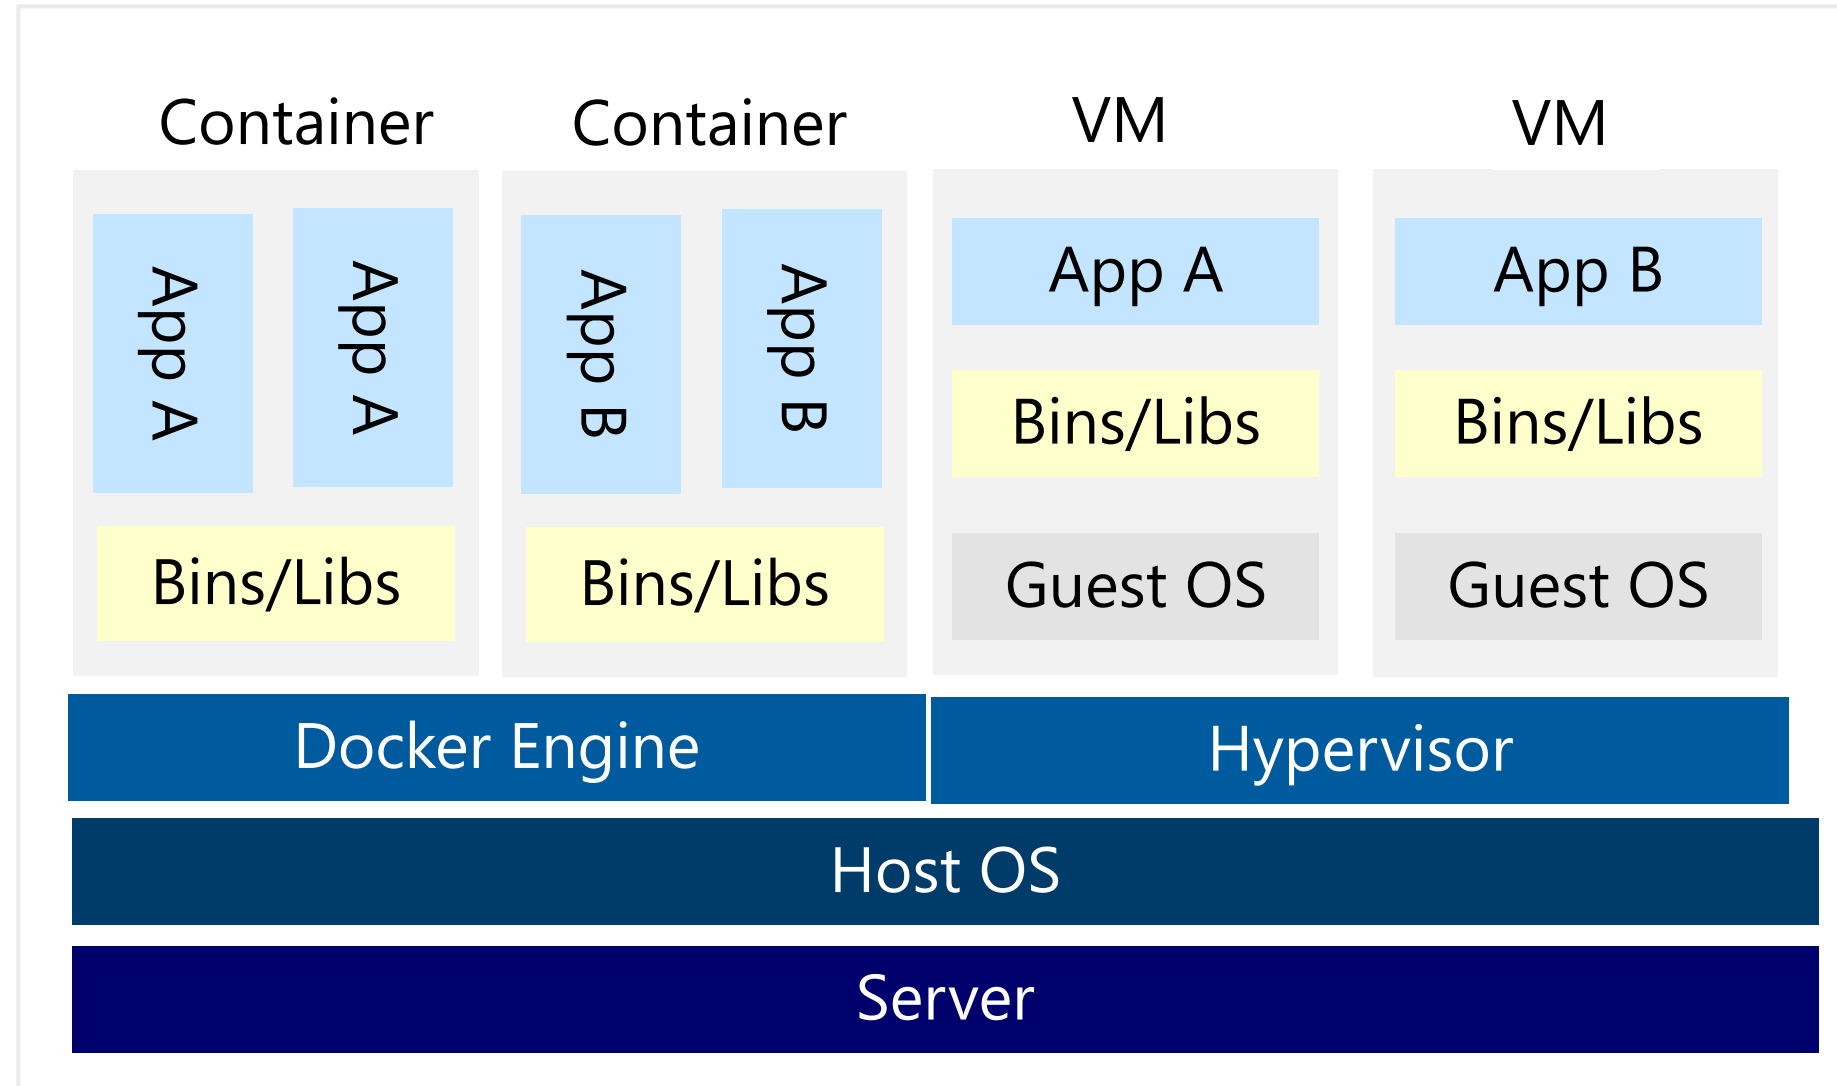 Container
Container
VM
VM
App A
App A
App B
App B
App A
App B
Bins/Libs
Bins/Libs
Bins/Libs
Bins/Libs
Guest OS
Guest OS
Docker Engine
Hypervisor
Host OS
Server